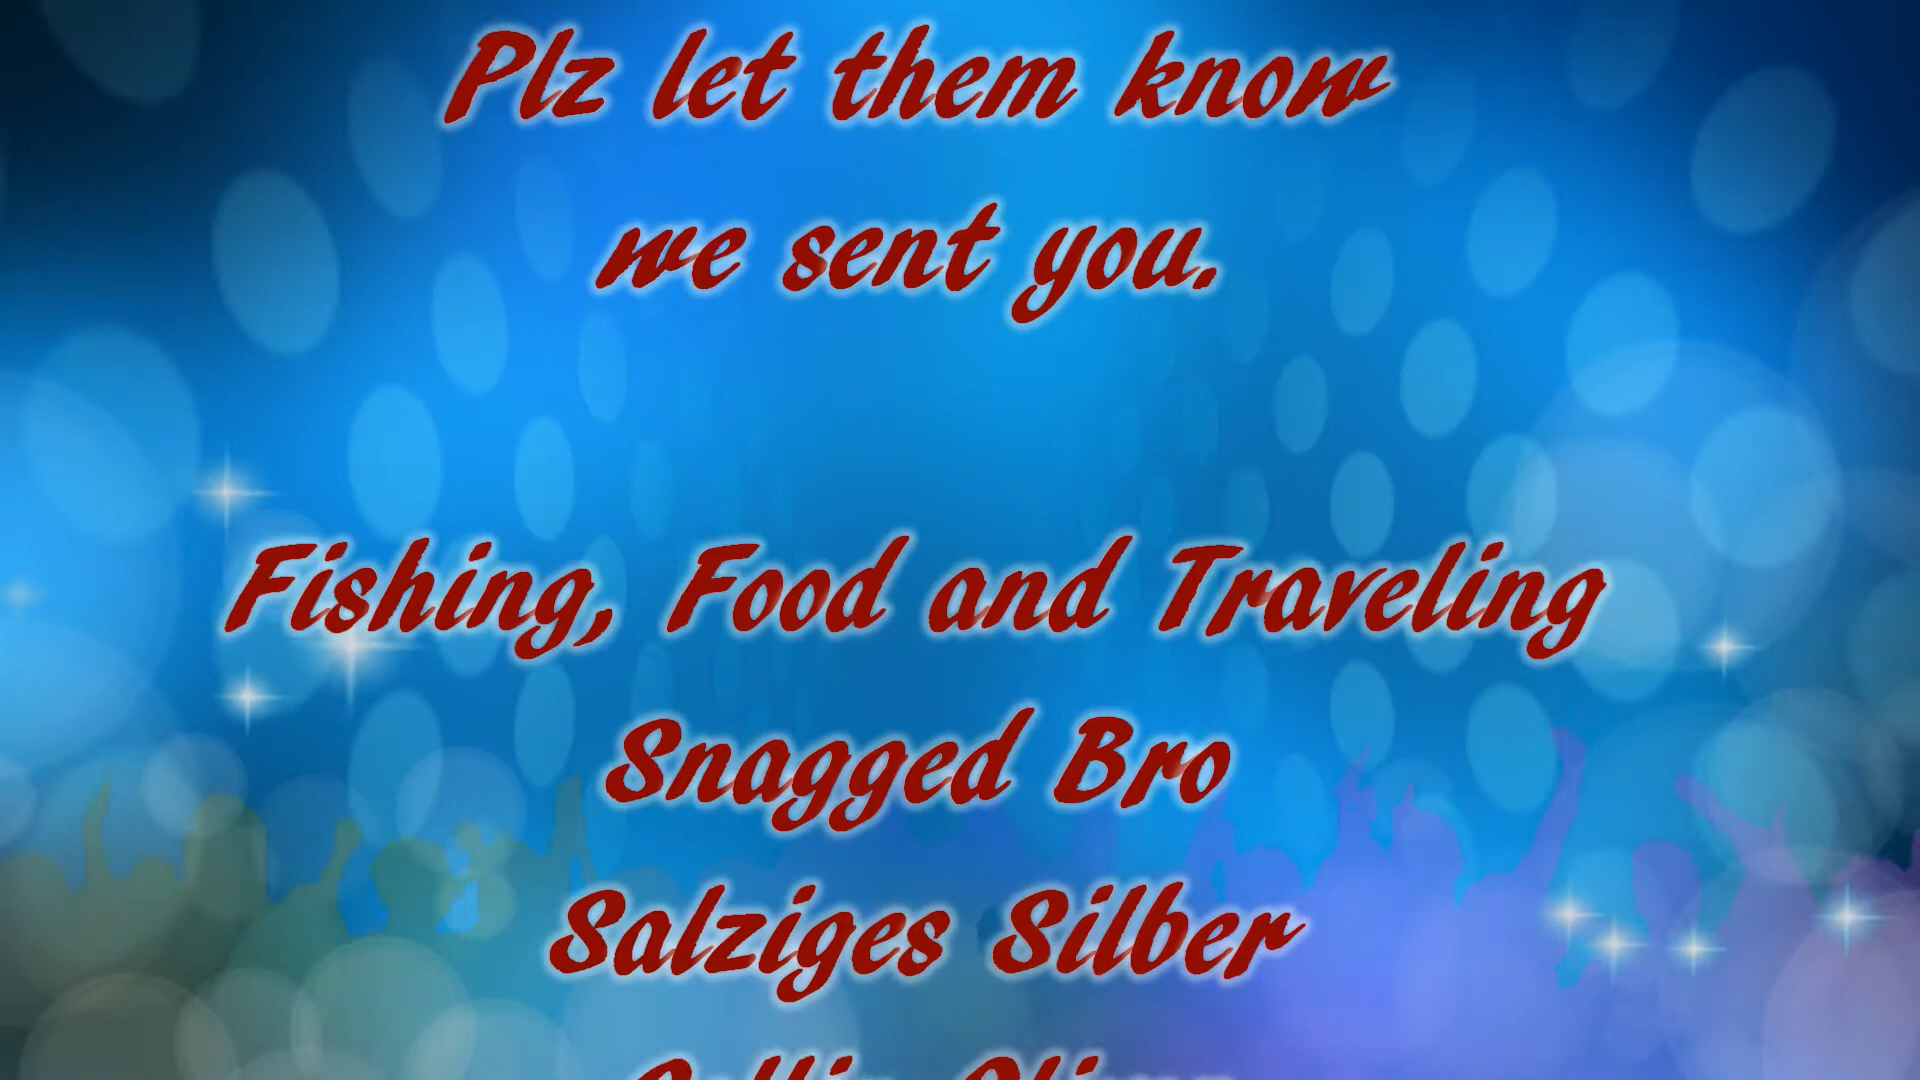 Plz let them know
we sent you.
Fishing, Food and Traveling
Snagged Bro
Salziges Silber